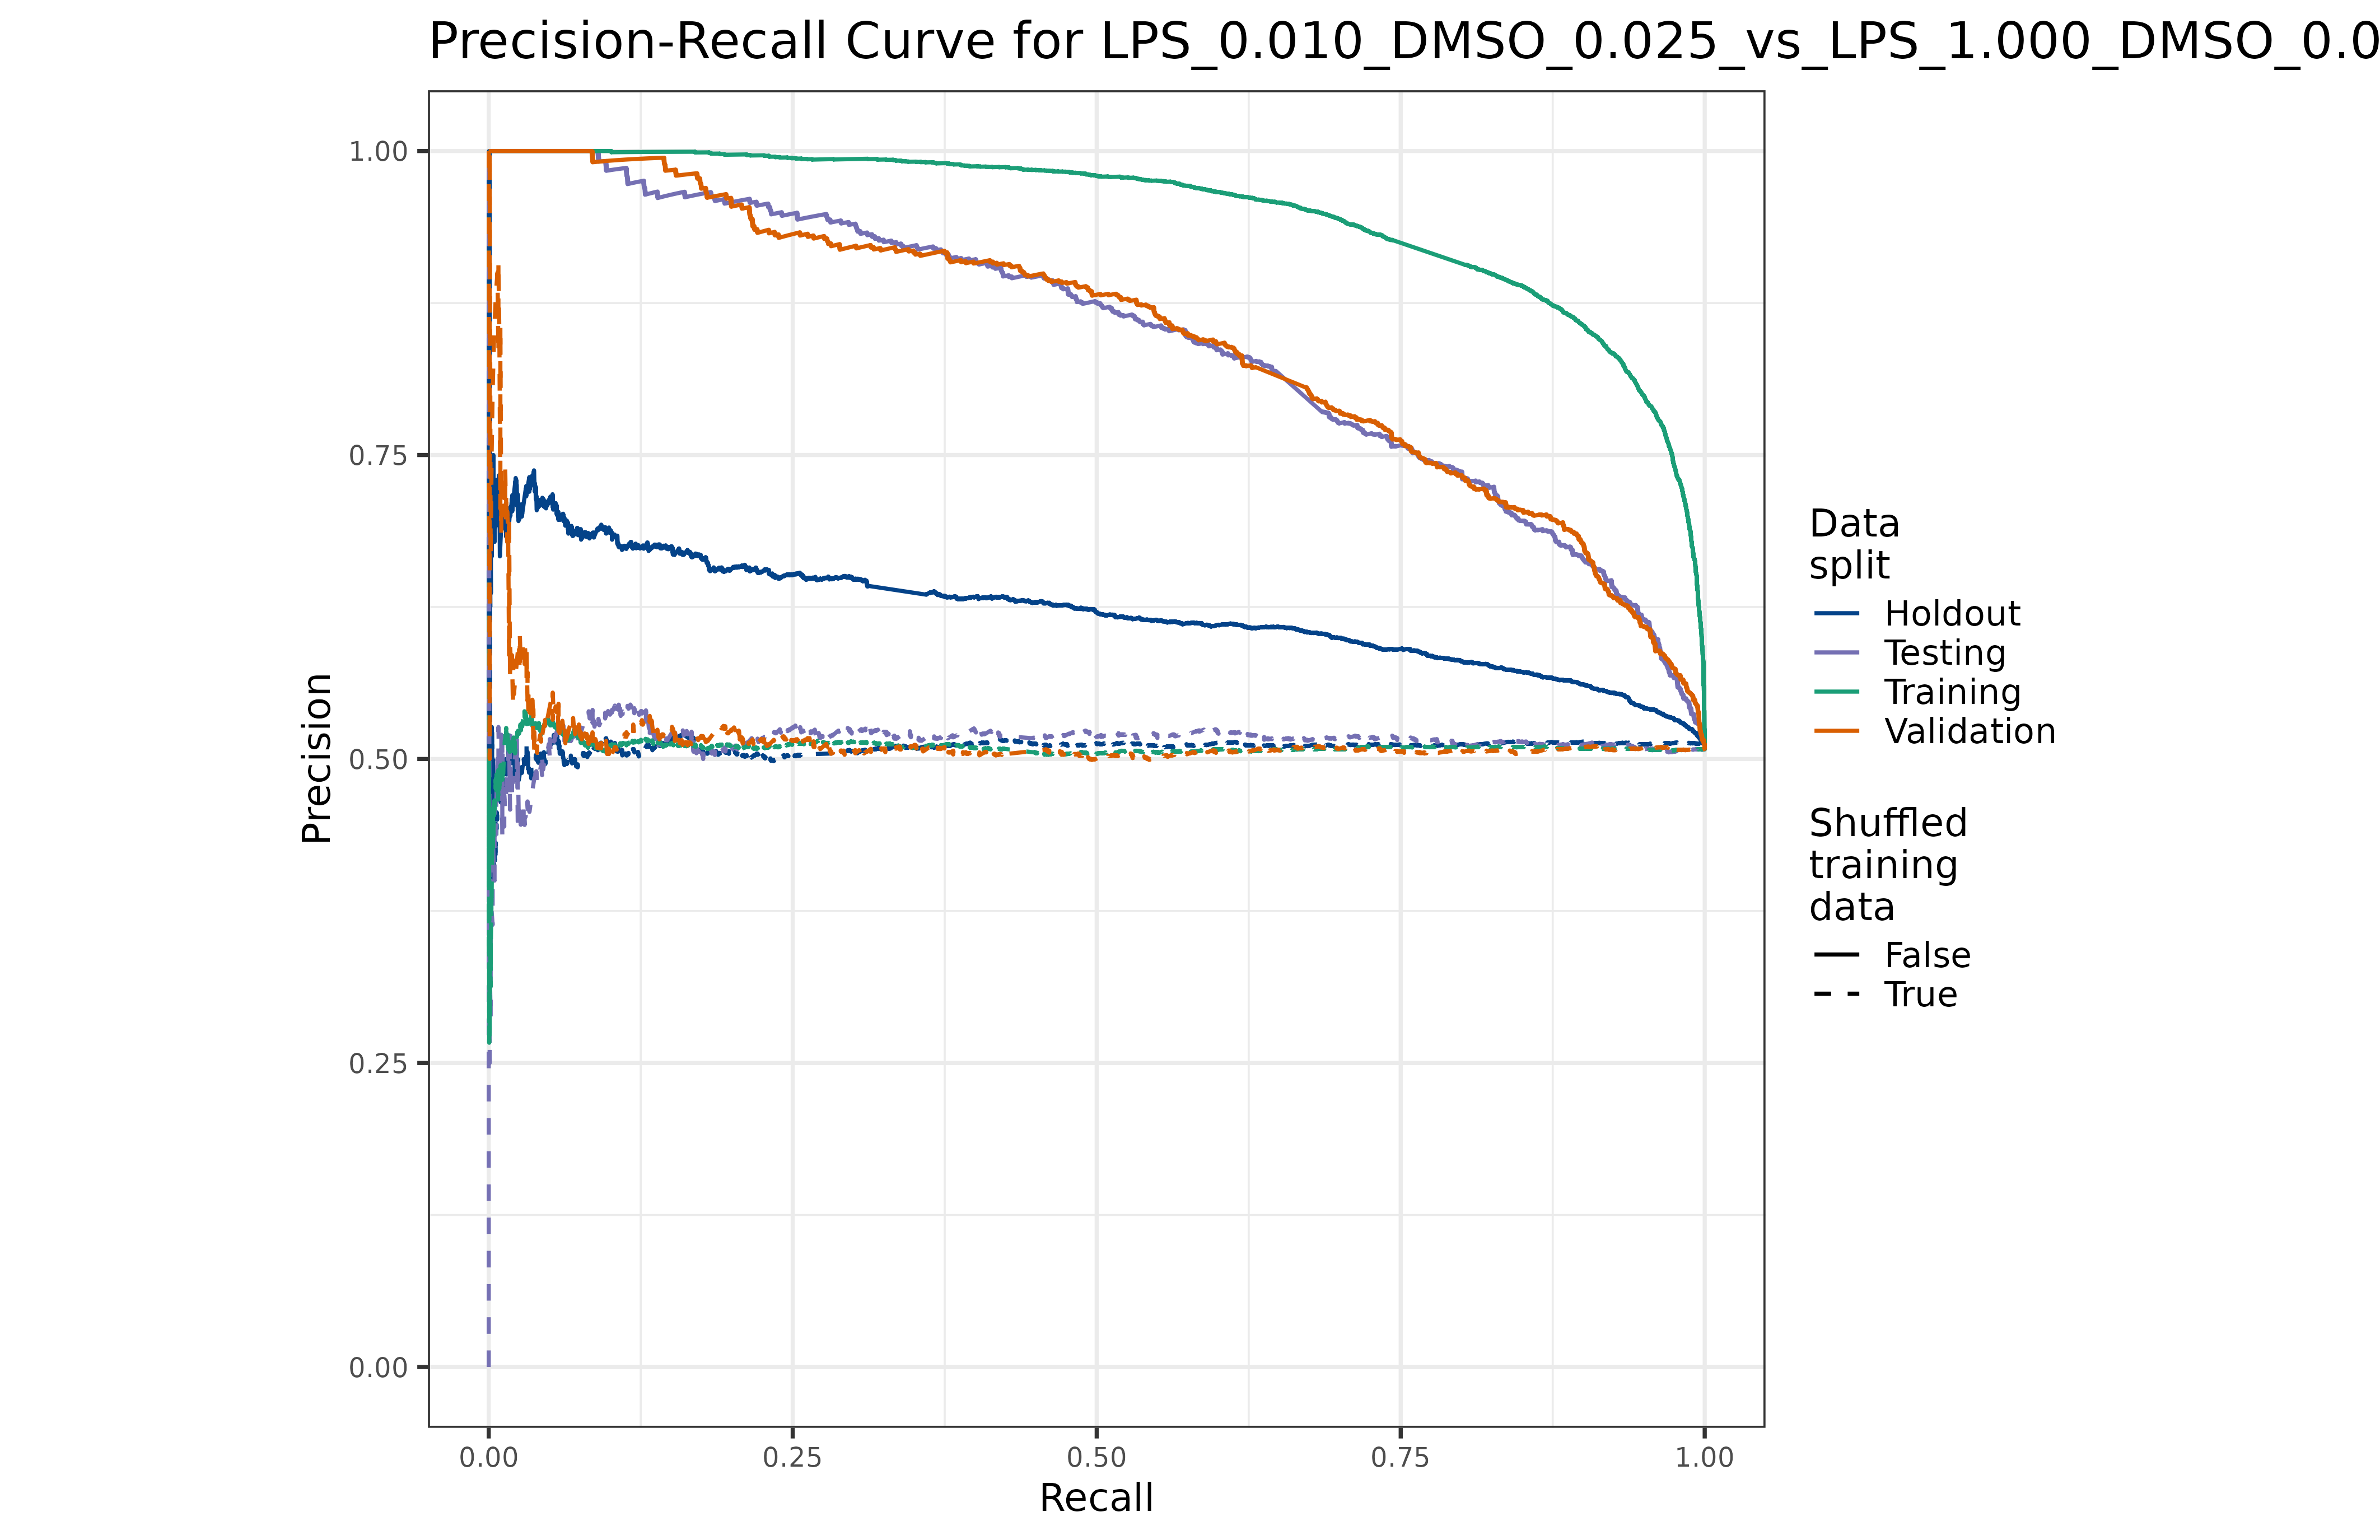 Precision-Recall Curve for LPS_0.010_DMSO_0.025_vs_LPS_1.000_DMSO_0.0
1.00
0.75
0.50
0.25
0.00
Precision
0.00 0.25 0.50 0.75 1.00
Recall
Data
split
Holdout
Testing
Training
Validation
Shuffled
training
data
False
True